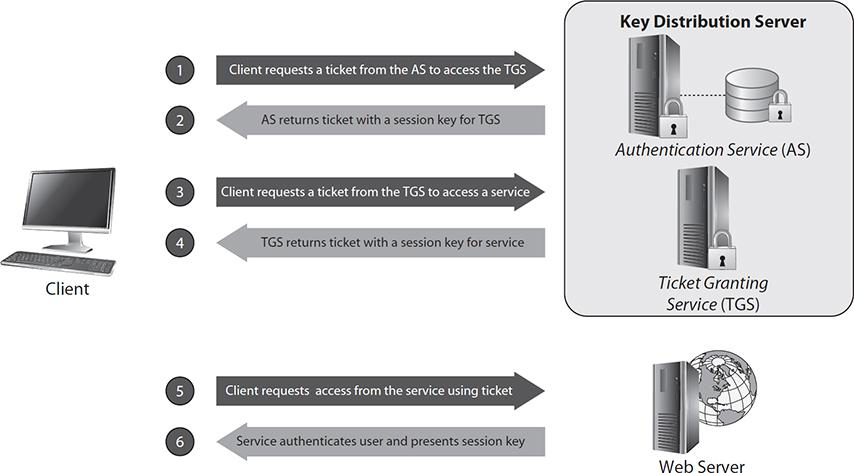 Key Distribution Server
1
Client requests a ticket from the AS to access the TGS
2
AS returns ticket with a session key for TGS
Authentication Service (AS)
3
Client requests a ticket from the TGS to access a service
4
TGS returns ticket with a session key for service
Client
Ticket Granting
Service (TGS)
5
Client requests access from the service using ticket
6
Service authenticates user and presents session key
Web Server